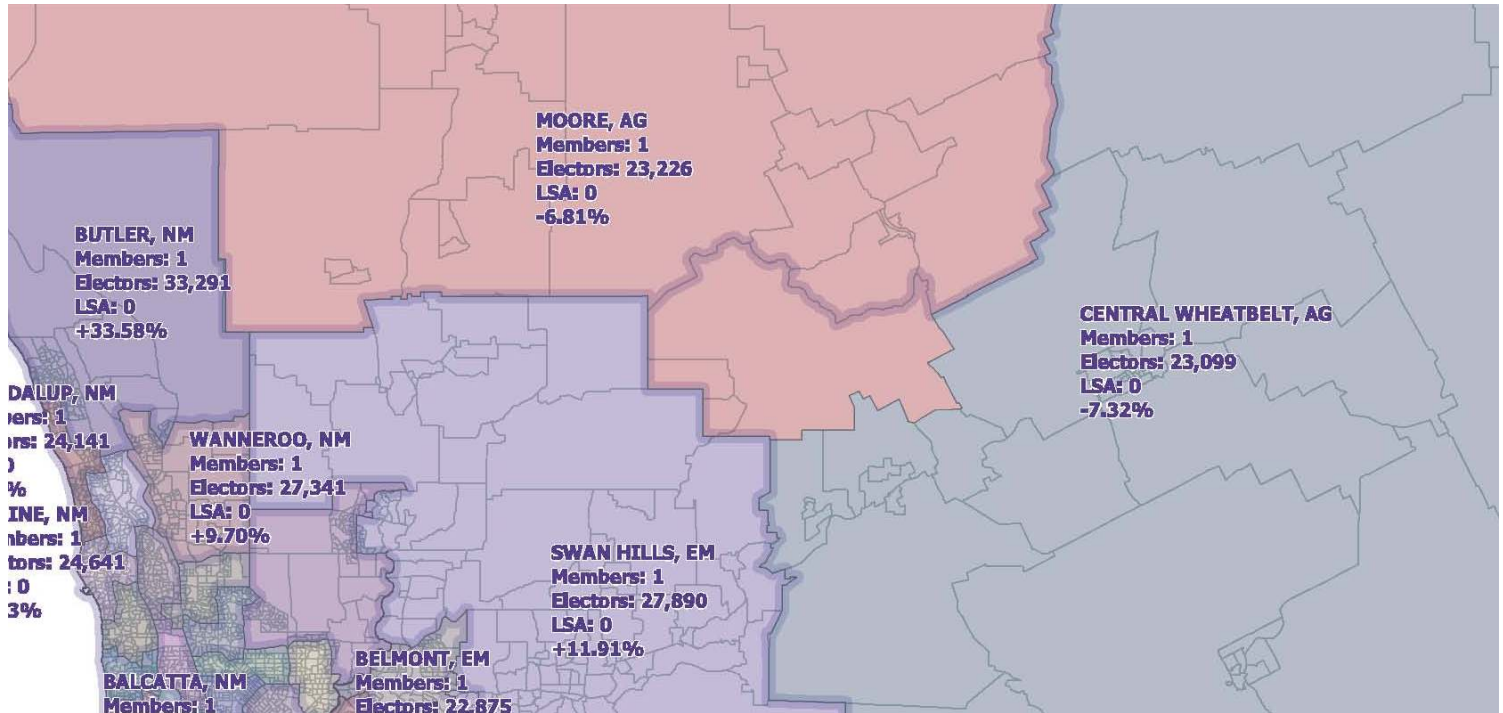 MOORE, AG
Members: 1
Electors: 23,226
LSA: 0
-6.81%
BUTLER, NM
Members: 1
Electors: 33,291
LSA: 0
+33.58%
CENTRAL WHEATBELT, AG
Members: 1
Electors: 23,099
LSA: 0
-7.32%
DALUP, NM
bers: 1
ors: 24,141
0
%
INE, NM
nbers: 1
tors: 24,641
: 0
3%
WANNEROO, NM
Members: 1
Electors: 27,341
LSA: 0
+9.70%
SWAN HILLS, EM
Members: 1
Electors: 27,890
LSA: 0
+11.91%
BELMONT, EM
Members: 1
Electors: 22,875
BALCATTA, NM
Members: 1